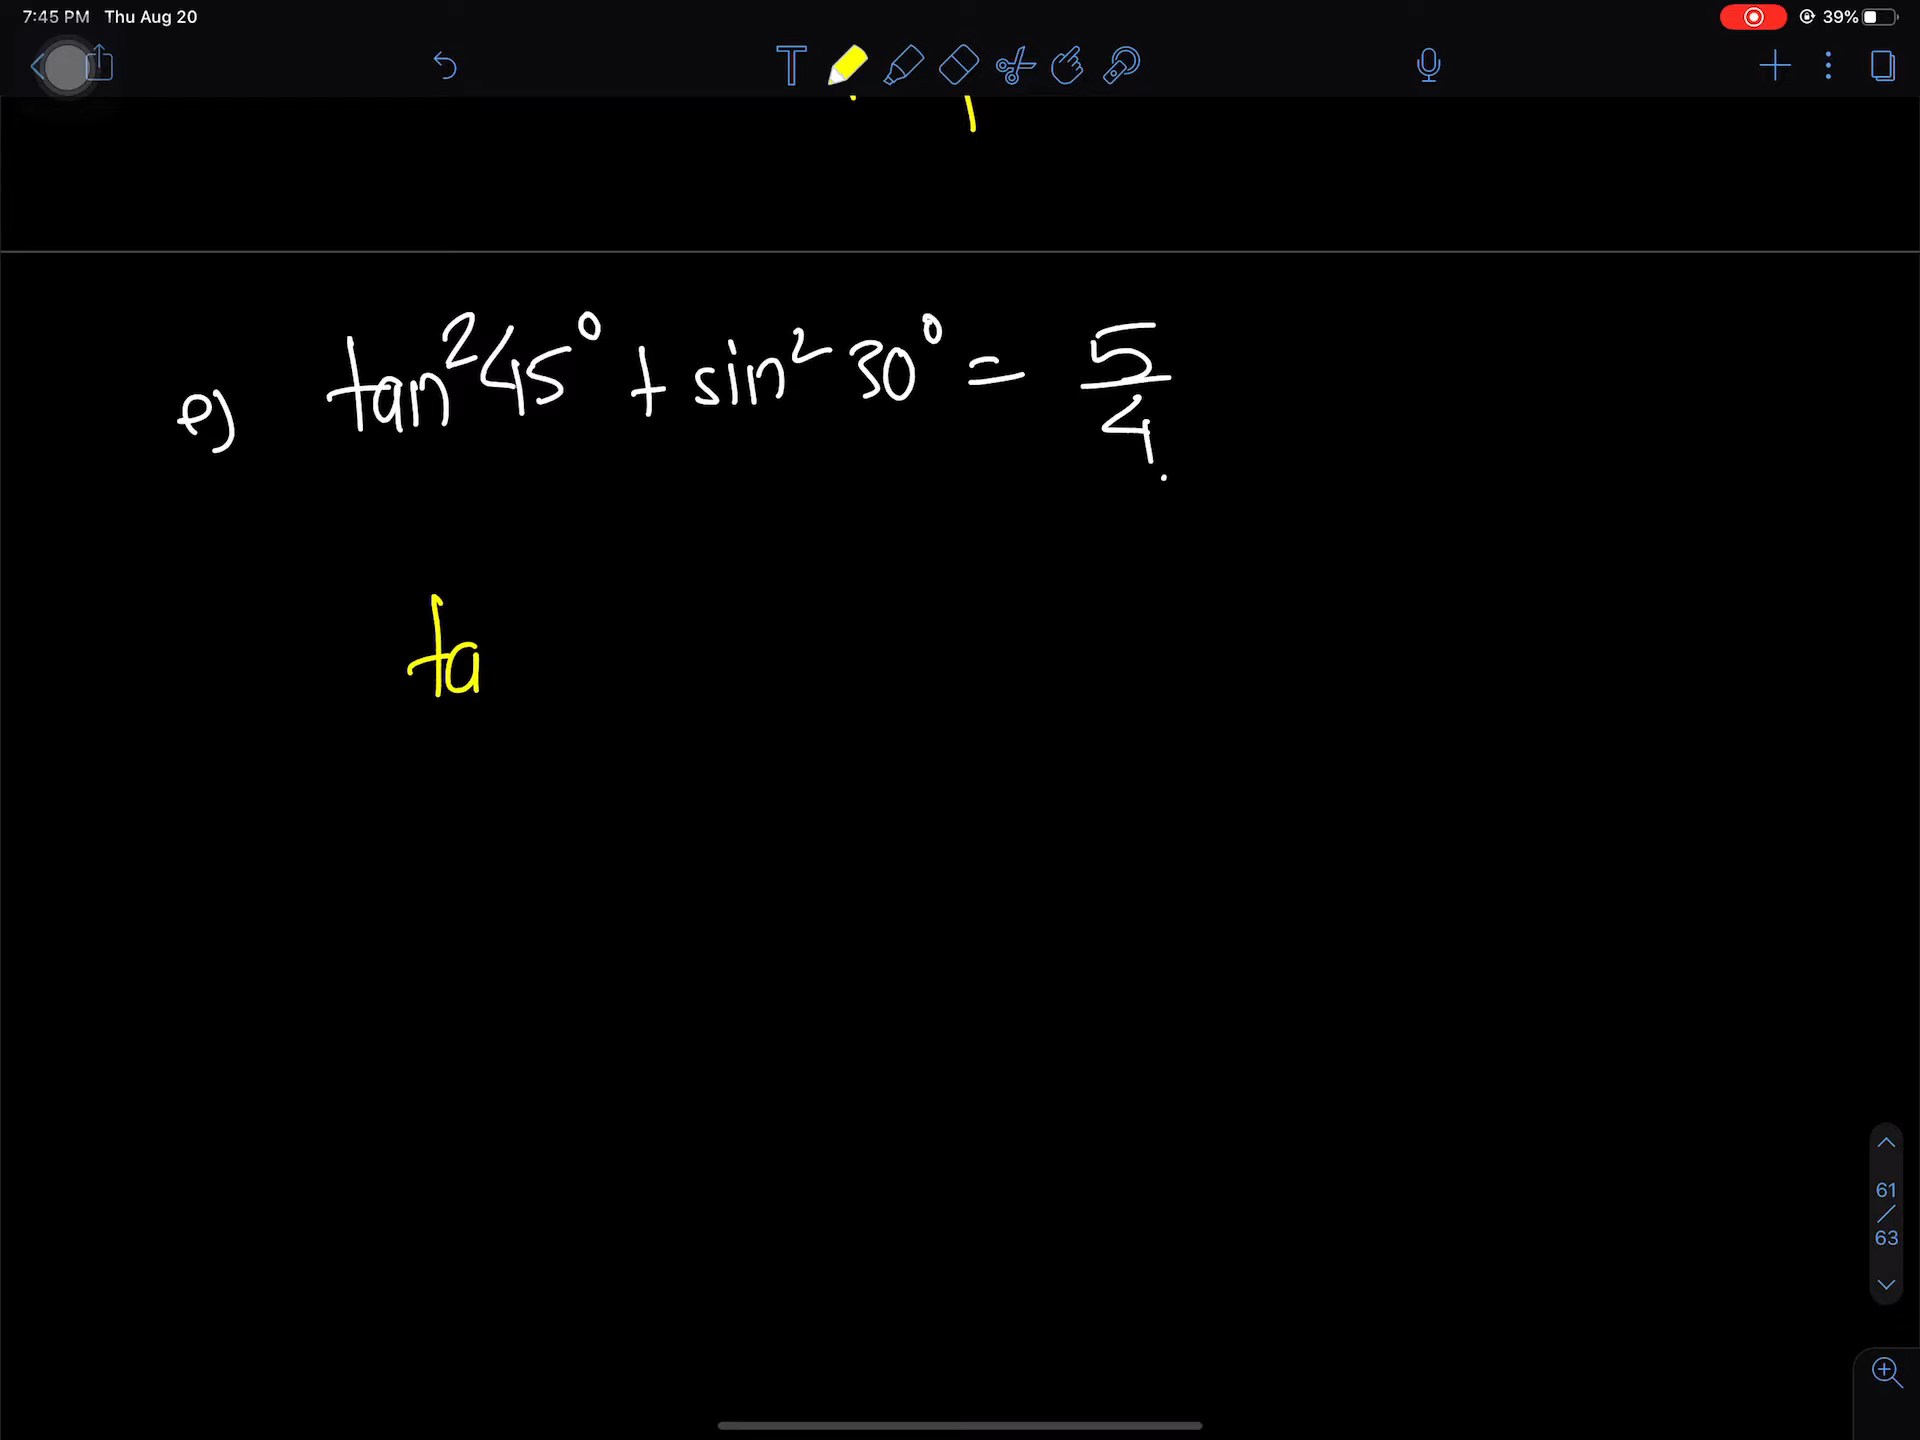 7:45 PM Thu Aug 20
39%
T
e) tan²45° + sin²30° = 5/4.
ta
61
/
63